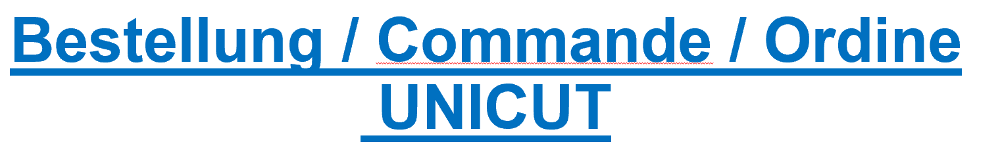 Bestellung / Commande / Ordine
UNICUT